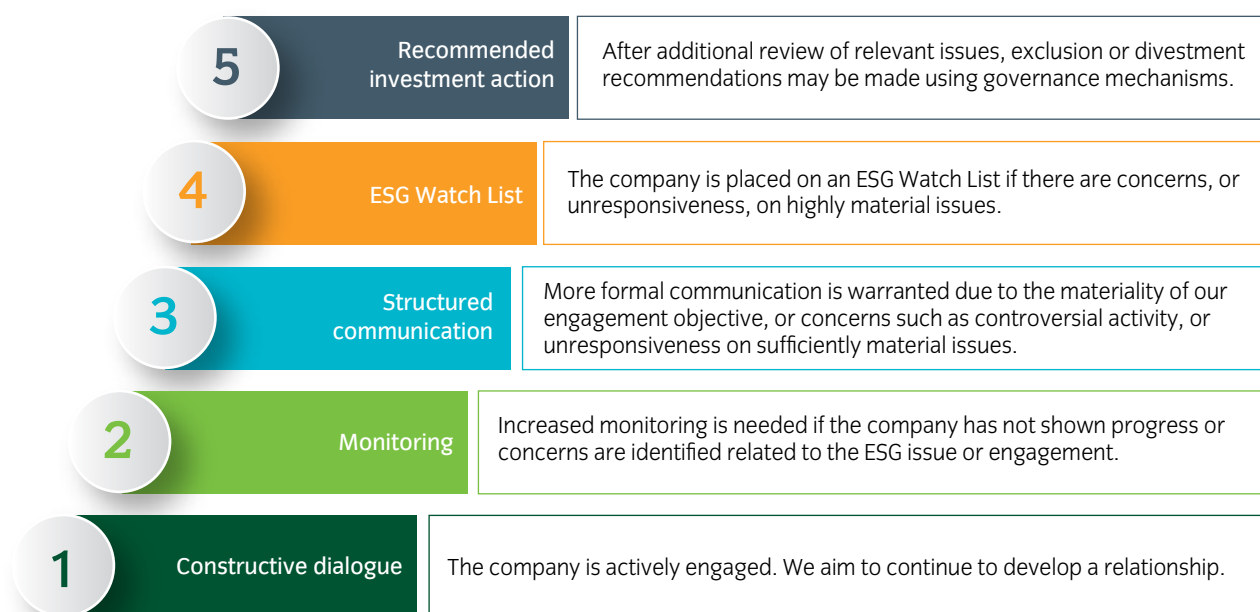 5
Recommended
investment action
After additional review of relevant issues, exclusion or divestment
recommendations may be made using governance mechanisms.
4
ESG Watch List
The company is placed on an ESG Watch List if there are concerns, or
unresponsiveness, on highly material issues.
3
Structured
communication
More formal communication is warranted due to the materiality of our
engagement objective, or concerns such as controversial activity, or
unresponsiveness on sufficiently material issues.
2
Monitoring
Increased monitoring is needed if the company has not shown progress or
concerns are identified related to the ESG issue or engagement.
1
Constructive dialogue
The company is actively engaged. We aim to continue to develop a relationship.